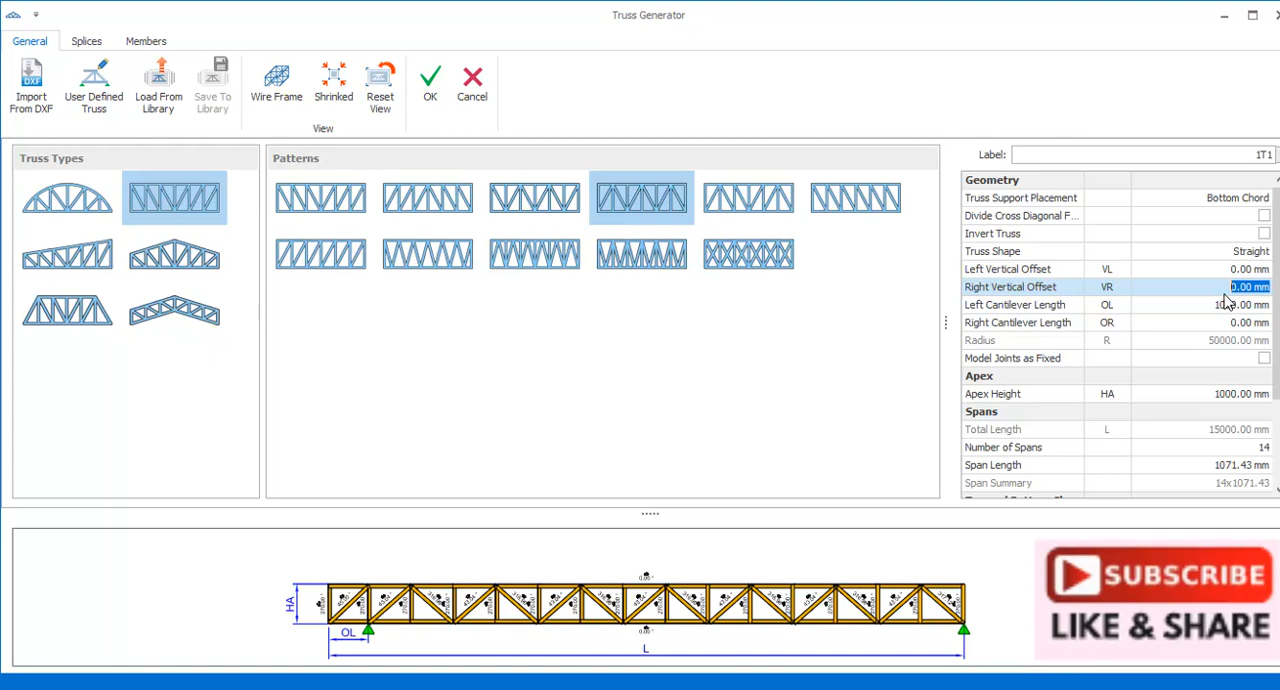 Truss Generator
General
Splices
Members
DXF
Import From DXF
User Defined Truss
Load From Library
Save To Library
Wire Frame
Shrinked
Reset View
OK
Cancel
View
Truss Types
Patterns
Label: 1T1
Geometry
Truss Support Placement Bottom Chord
Divide Cross Diagonal F...
Invert Truss
Truss Shape Straight
Left Vertical Offset VL 0.00 mm
Right Vertical Offset VR 0.00 mm
Left Cantilever Length OL
Right Cantilever Length OR 0.00 mm
Radius R 50000.00 mm
Model Joints as Fixed
Apex
Apex Height HA 1000.00 mm
Spans
Total Length L 15000.00 mm
Number of Spans 14
Span Length 1071.43 mm
Span Summary 14x1071.43
HA
OL
L
0.00 °
0.00 °
SUBSCRIBE
LIKE & SHARE